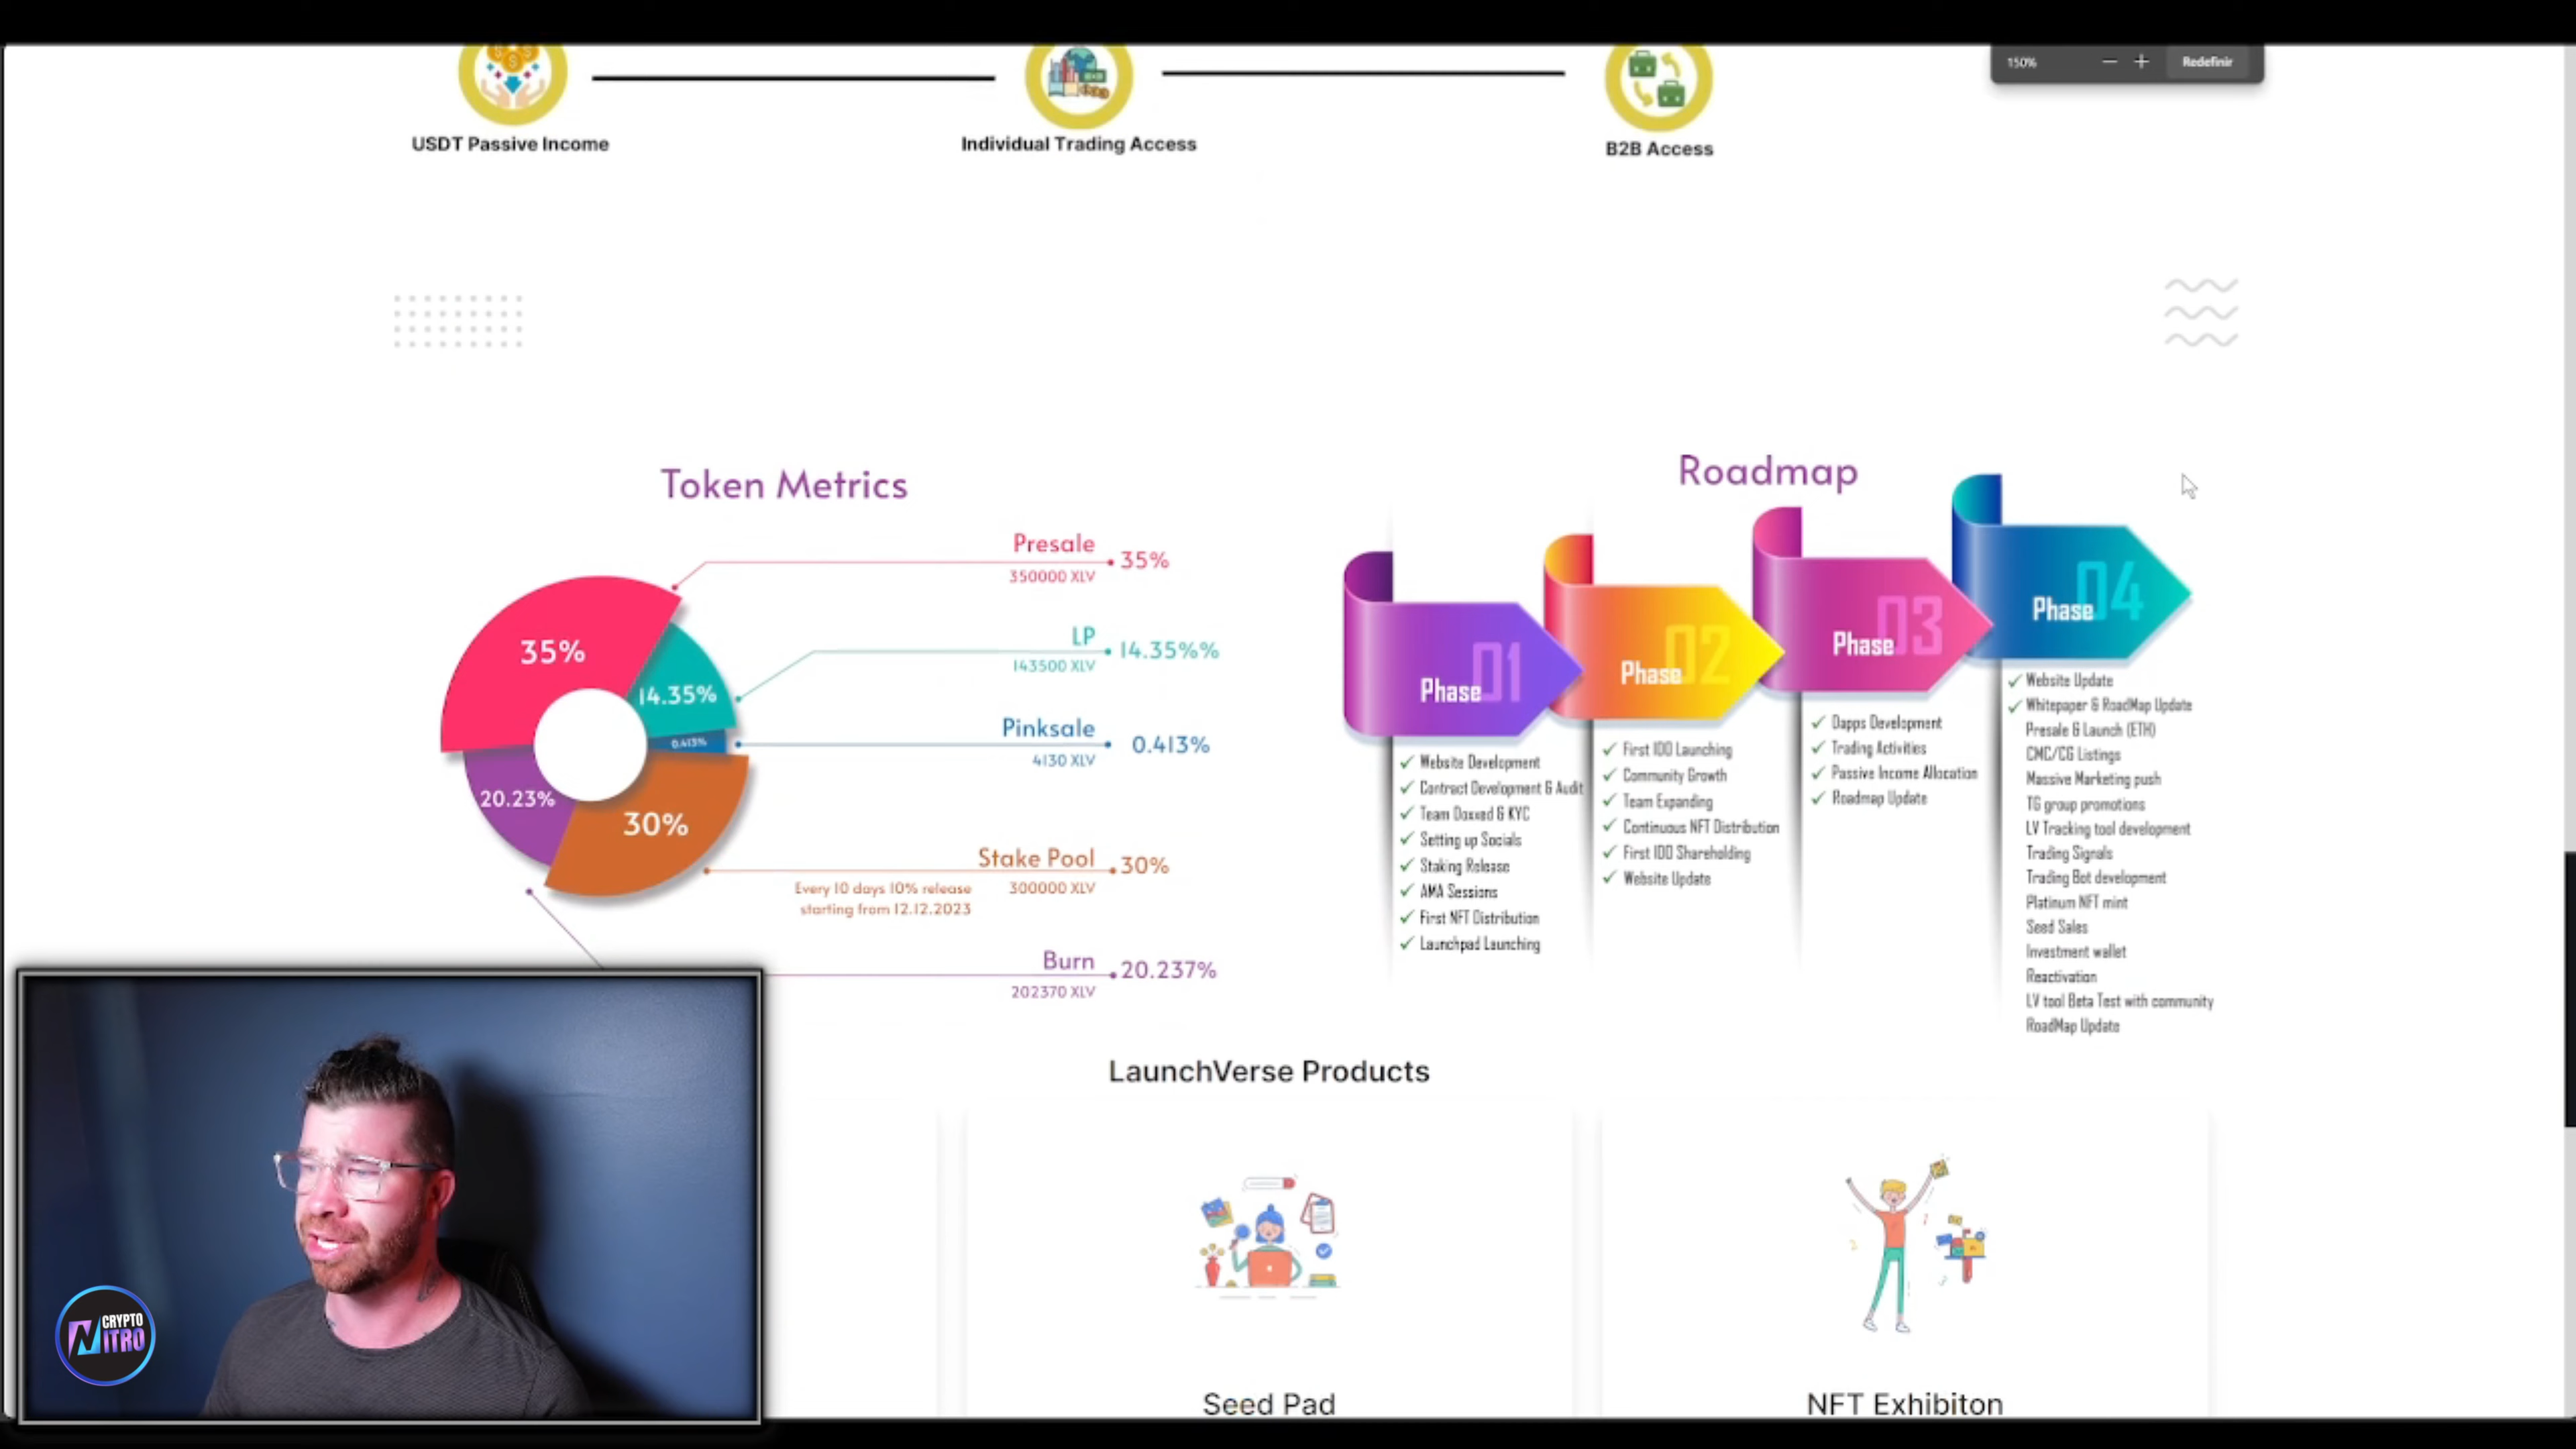 150%
Redefinir
USDT Passive Income
Individual Trading Access
B2B Access
Token Metrics
Presale
350000 XLV
35%
LP
143500 XLV
14.35%%
Pinksale
4130 XLV
0.413%
Stake Pool
300000 XLV
30%
Every 10 days 10% release
starting from 12.12.2023
Burn
202370 XLV
20.237%
35%
14.35%
0.413%
20.23%
30%
Roadmap
Phase 01
Website Development
Contract Development & Audit
Team Doxxed & KYC
Setting up Socials
Staking Release
AMA Sessions
First NFT Distribution
Launchpad Launching
Phase 02
First IDO Launching
Community Growth
Team Expanding
Continuous NFT Distribution
First IDO Shareholding
Website Update
Phase 03
Dapps Development
Trading Activities
Passive Income Allocation
Roadmap Update
Phase 04
Website Update
Whitepaper & RoadMap Update
Presale & Launch (ETH)
CMC/CG Listings
Massive Marketing push
TG group promotions
LV Tracking tool development
Trading Signals
Trading Bot development
Platinum NFT mint
Seed Sales
Investment wallet
Reactivation
LV tool Beta Test with community
RoadMap Update
LaunchVerse Products
Seed Pad
NFT Exhibiton
CRYPTO
NITRO